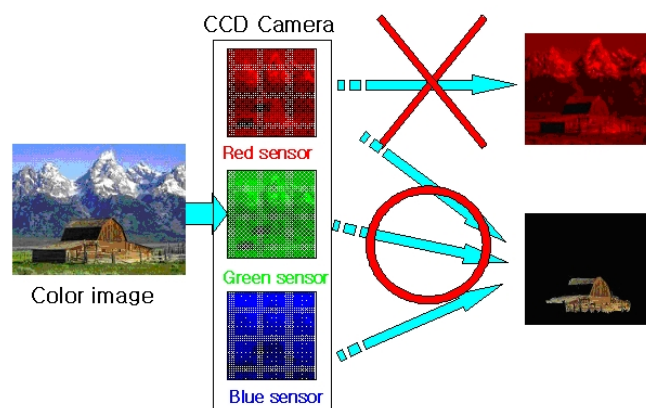 CCD Camera
Red sensor
Green sensor
Color image
Blue sensor